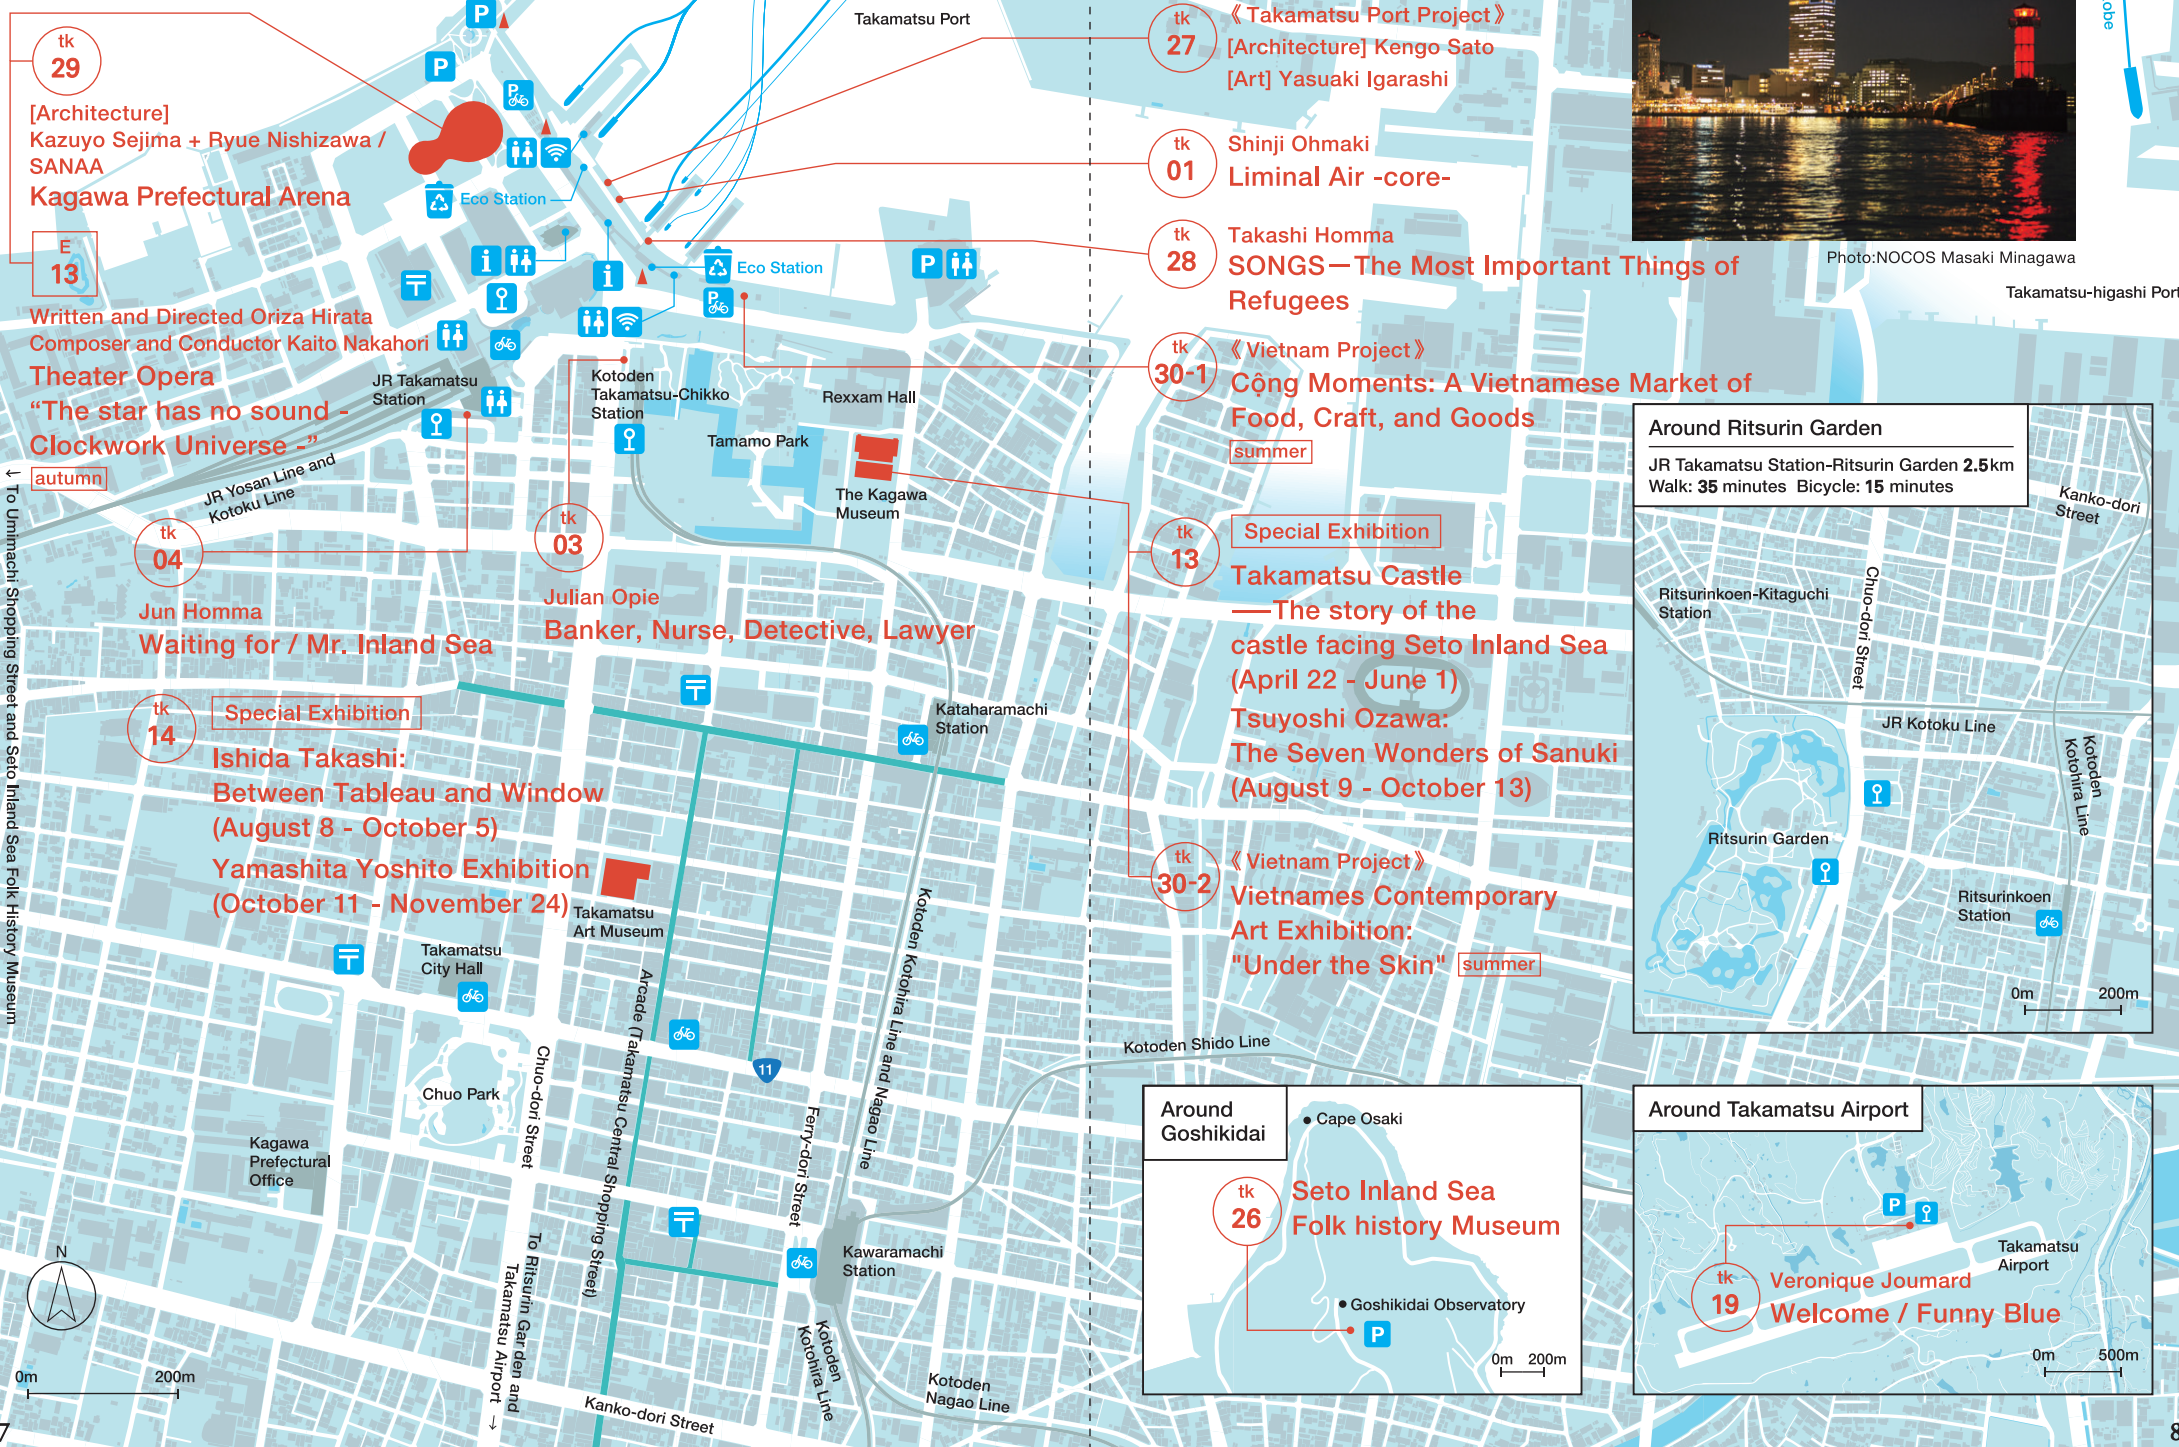 Takamatsu Port
obe
P
P
P
tk
29
[Architecture]
Kazuyo Sejima + Ryue Nishizawa /
SANAA
Kagawa Prefectural Arena
Eco Station
E
13
Written and Directed Oriza Hirata
Composer and Conductor Kaito Nakahori
Theater Opera
“The star has no sound -
Clockwork Universe -”
autumn
i
i
Eco Station
P
P
JR Takamatsu
Station
Kotoden
Takamatsu-Chikko
Station
Rexxam Hall
Tamamo Park
The Kagawa
Museum
JR Yosan Line and
Kotoku Line
← To Umimachi Shopping Street and Seto Inland Sea Folk History Museum
tk
04
Jun Homma
Waiting for / Mr. Inland Sea
tk
03
Julian Opie
Banker, Nurse, Detective, Lawyer
tk
14
Special Exhibition
Ishida Takashi:
Between Tableau and Window
(August 8 - October 5)
Yamashita Yoshito Exhibition
(October 11 - November 24)
Takamatsu
Art Museum
Kataharamachi
Station
Takamatsu
City Hall
Chuo Park
Kagawa
Prefectural
Office
Chuo-dori Street
Arcade (Takamatsu Central Shopping Street)
Kotoden Kotohira Line and Nagao Line
Ferry-dori Street
11
Kawaramachi
Station
To Ritsurin Garden and
Takamatsu Airport →
Kotoden
Kotohira Line
Kotoden
Nagao Line
Kanko-dori Street
N
0m 200m
7
tk
27
《Takamatsu Port Project》
[Architecture] Kengo Sato
[Art] Yasuaki Igarashi
tk
01
Shinji Ohmaki
Liminal Air -core-
tk
28
Takashi Homma
SONGS—The Most Important Things of
Refugees
tk
30-1
《Vietnam Project》
Cộng Moments: A Vietnamese Market of
Food, Craft, and Goods
summer
tk
13
Special Exhibition
Takamatsu Castle
—The story of the
castle facing Seto Inland Sea
(April 22 - June 1)
Tsuyoshi Ozawa:
The Seven Wonders of Sanuki
(August 9 - October 13)
tk
30-2
《Vietnam Project》
Vietnames Contemporary
Art Exhibition:
"Under the Skin" summer
Kotoden Shido Line
Photo:NOCOS Masaki Minagawa
Takamatsu-higashi Port
Around Ritsurin Garden
JR Takamatsu Station-Ritsurin Garden 2.5km
Walk: 35 minutes Bicycle: 15 minutes
Kanko-dori
Street
Ritsurinkoen-Kitaguchi
Station
Chuo-dori Street
JR Kotoku Line
Kotoden
Kotohira Line
Ritsurin Garden
Ritsurinkoen
Station
0m 200m
Around
Goshikidai
Cape Osaki
tk
26
Seto Inland Sea
Folk history Museum
Goshikidai Observatory
P
0m 200m
Around Takamatsu Airport
P
Takamatsu
Airport
tk
19
Veronique Joumard
Welcome / Funny Blue
0m 500m
8